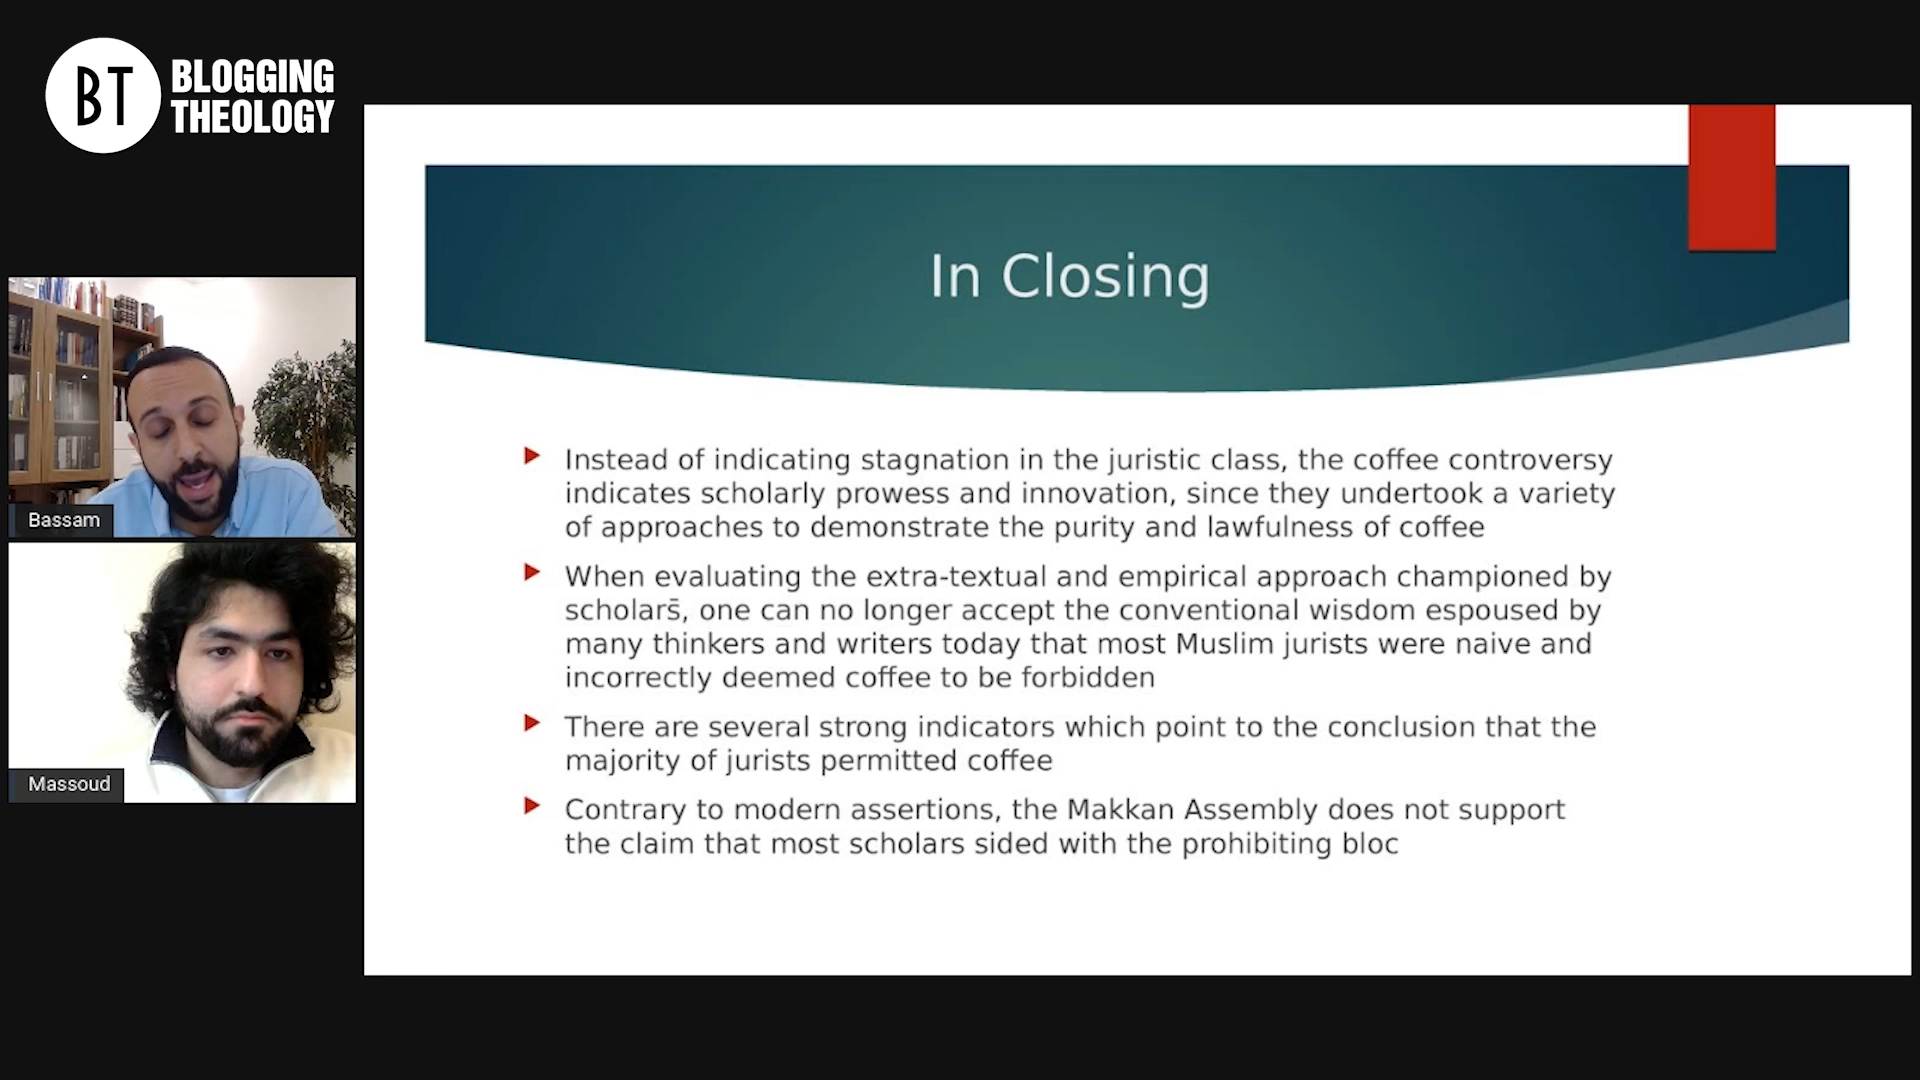 BT
BLOGGING
THEOLOGY
In Closing
Instead of indicating stagnation in the juristic class, the coffee controversy
indicates scholarly prowess and innovation, since they undertook a variety
of approaches to demonstrate the purity and lawfulness of coffee
When evaluating the extra-textual and empirical approach championed by
scholars̄, one can no longer accept the conventional wisdom espoused by
many thinkers and writers today that most Muslim jurists were naive and
incorrectly deemed coffee to be forbidden
There are several strong indicators which point to the conclusion that the
majority of jurists permitted coffee
Contrary to modern assertions, the Makkan Assembly does not support
the claim that most scholars sided with the prohibiting bloc
Bassam
Massoud